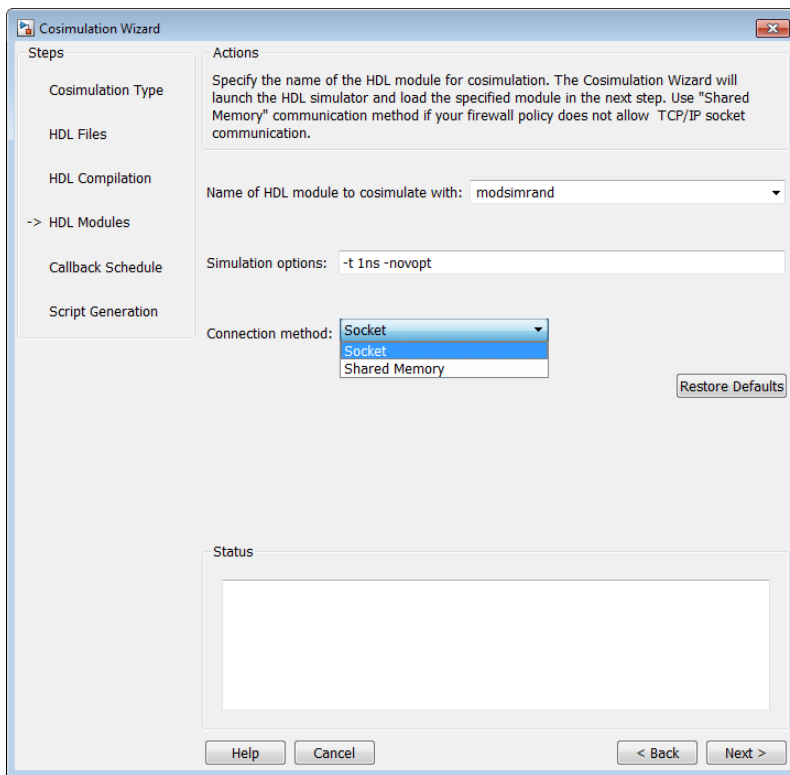 Cosimulation Wizard
Steps
Cosimulation Type
HDL Files
HDL Compilation
-> HDL Modules
Callback Schedule
Script Generation
Actions
Specify the name of the HDL module for cosimulation. The Cosimulation Wizard will
launch the HDL simulator and load the specified module in the next step. Use "Shared
Memory" communication method if your firewall policy does not allow TCP/IP socket
communication.
Name of HDL module to cosimulate with: modsimrand
Simulation options: -t 1ns -novopt
Connection method: Socket
Socket
Shared Memory
Restore Defaults
Status
Help Cancel < Back Next >